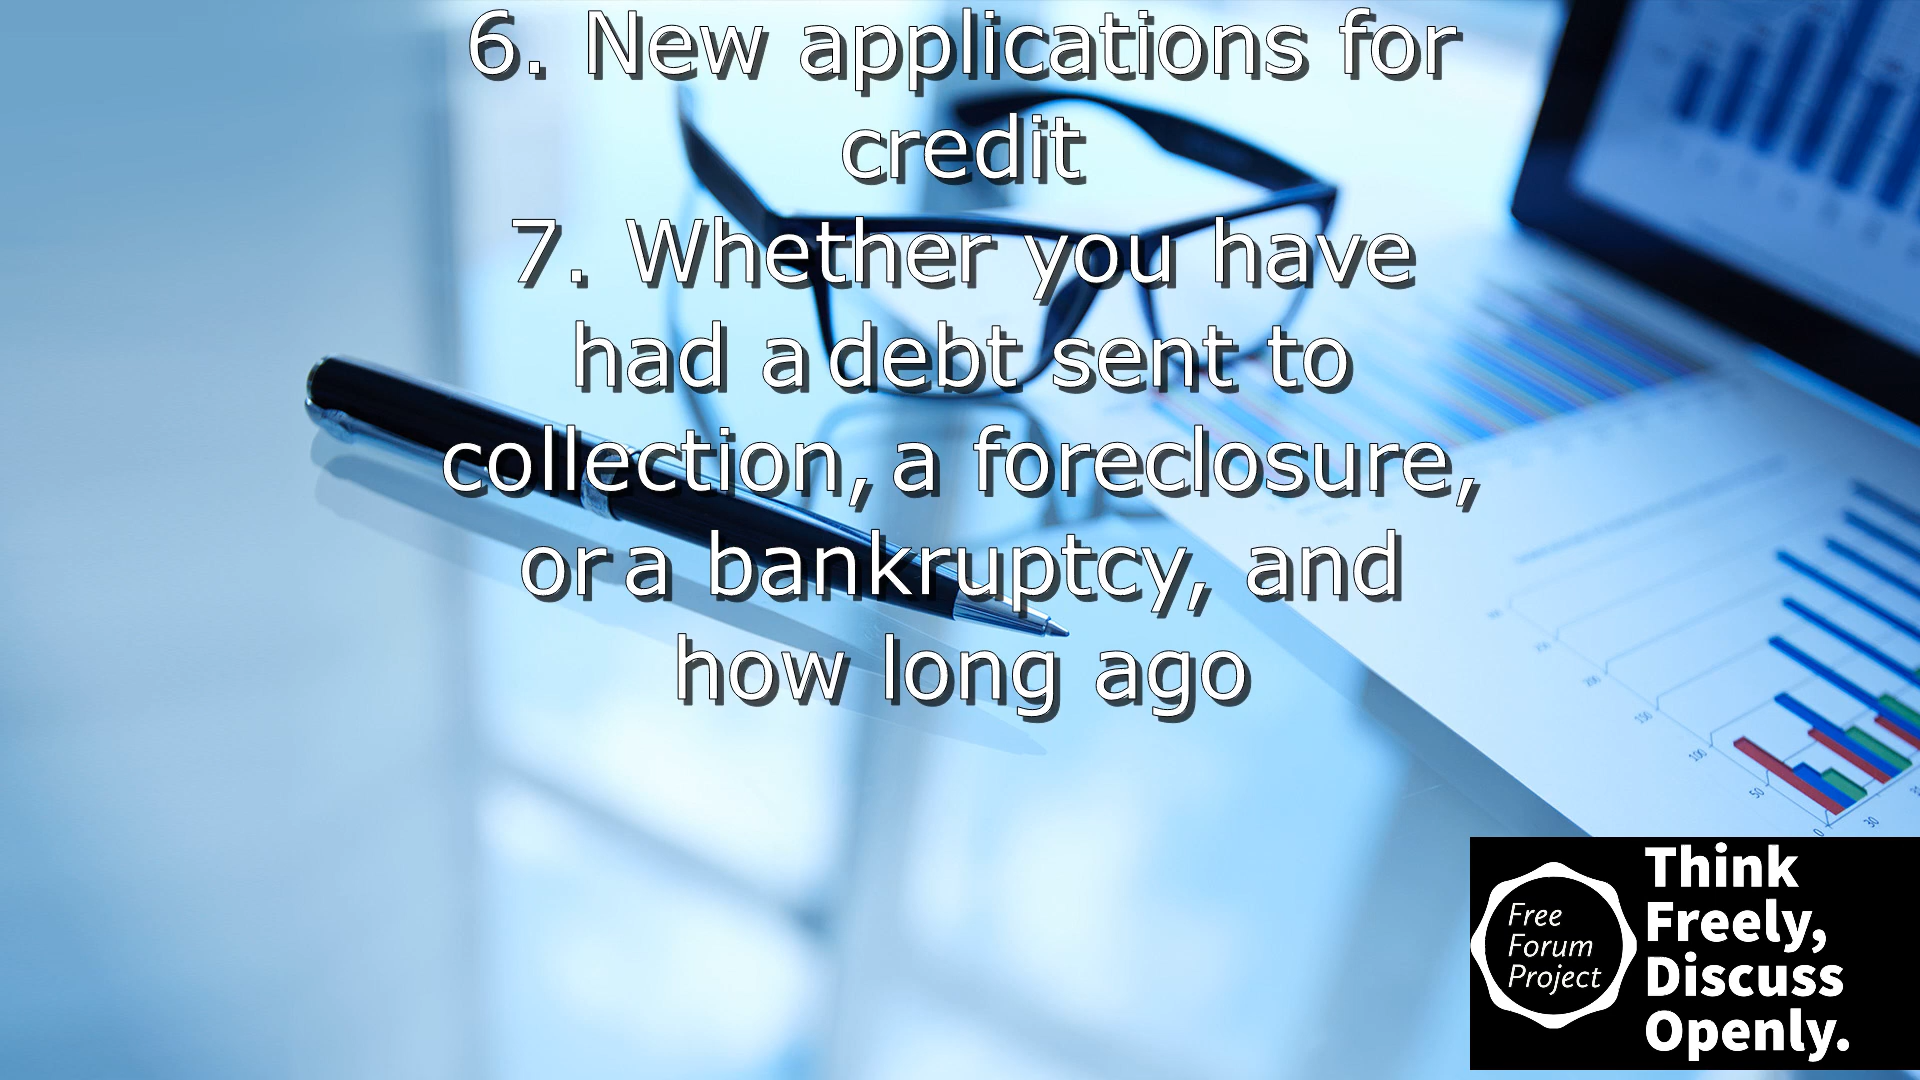 6. New applications for
credit
7. Whether you have
had a debt sent to
collection, a foreclosure,
or a bankruptcy, and
how long ago
Free
Forum
Project
Think
Freely,
Discuss
Openly.